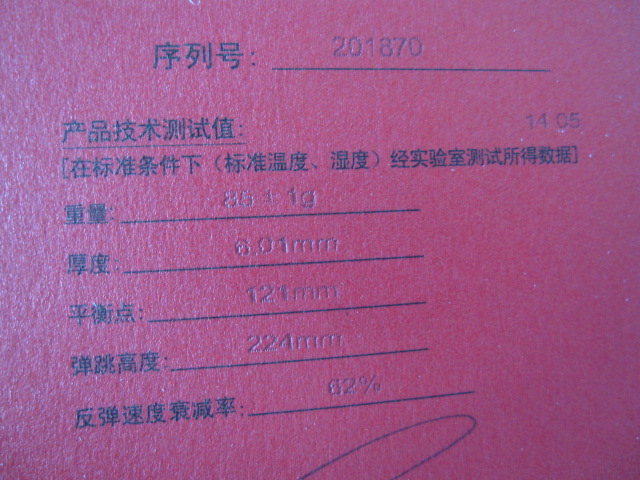 序列号: 201870
产品技术测试值: 14 05
[在标准条件下（标准温度、湿度）经实验室测试所得数据]
重量: 86 ± 1g
厚度: 6.01mm
平衡点: 121mm
弹跳高度: 224mm
反弹速度衰减率: 62%